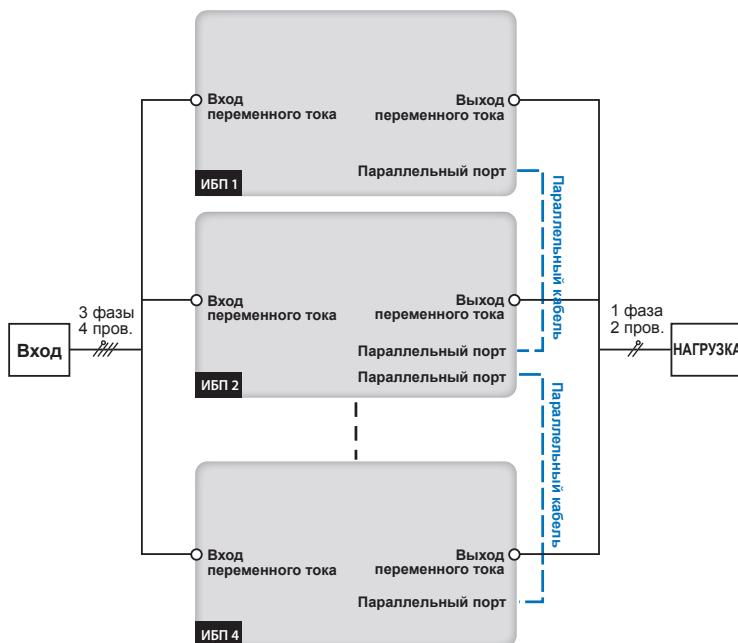 Вход
переменного тока
Выход
переменного тока
Параллельный порт
ИБП 1
Параллельный кабель
Вход
переменного тока
Выход
переменного тока
Параллельный порт
Параллельный порт
ИБП 2
3 фазы
4 пров.
Вход
1 фаза
2 пров.
НАГРУЗКА
Параллельный кабель
Вход
переменного тока
Выход
переменного тока
Параллельный порт
ИБП 4